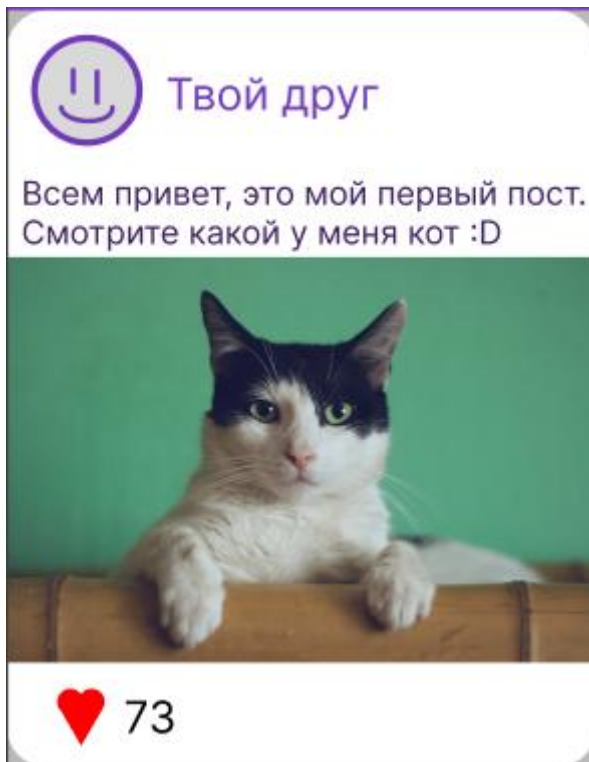 Твой друг
Всем привет, это мой первый пост.
Смотрите какой у меня кот :D
73